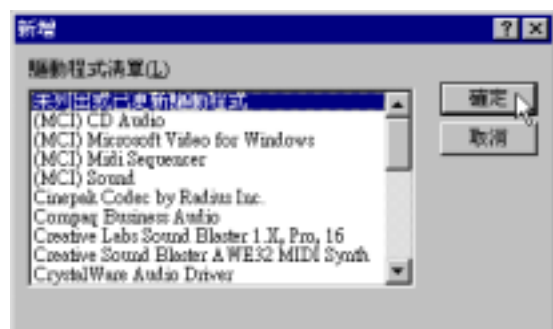 新增
驅動程式清單(L)
未列出或已更新驅動程式
(MCI) CD Audio
(MCI) Microsoft Video for Windows
(MCI) Midi Sequencer
(MCI) Sound
Cinepak Codec by Radius Inc.
Compaq Business Audio
Creative Labs Sound Blaster 1.X, Pro, 16
Creative Sound Blaster AWE32 MIDI Synth
CrystalWare Audio Driver
確定
取消